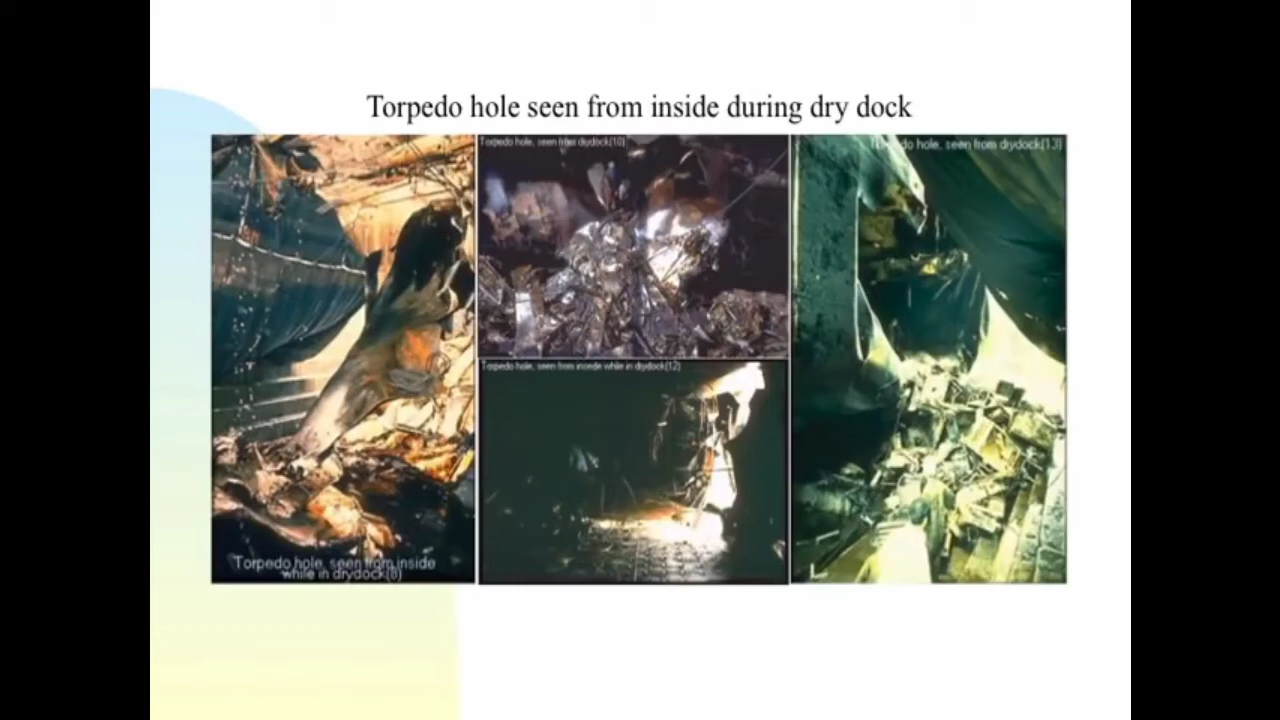 Torpedo hole seen from inside during dry dock
Torpedo hole, seen from inside
while in drydock(8)
Torpedo hole, seen from drydock(10)
Torpedo hole, seen from inside while in drydock(12)
Torpedo hole, seen from drydock(13)